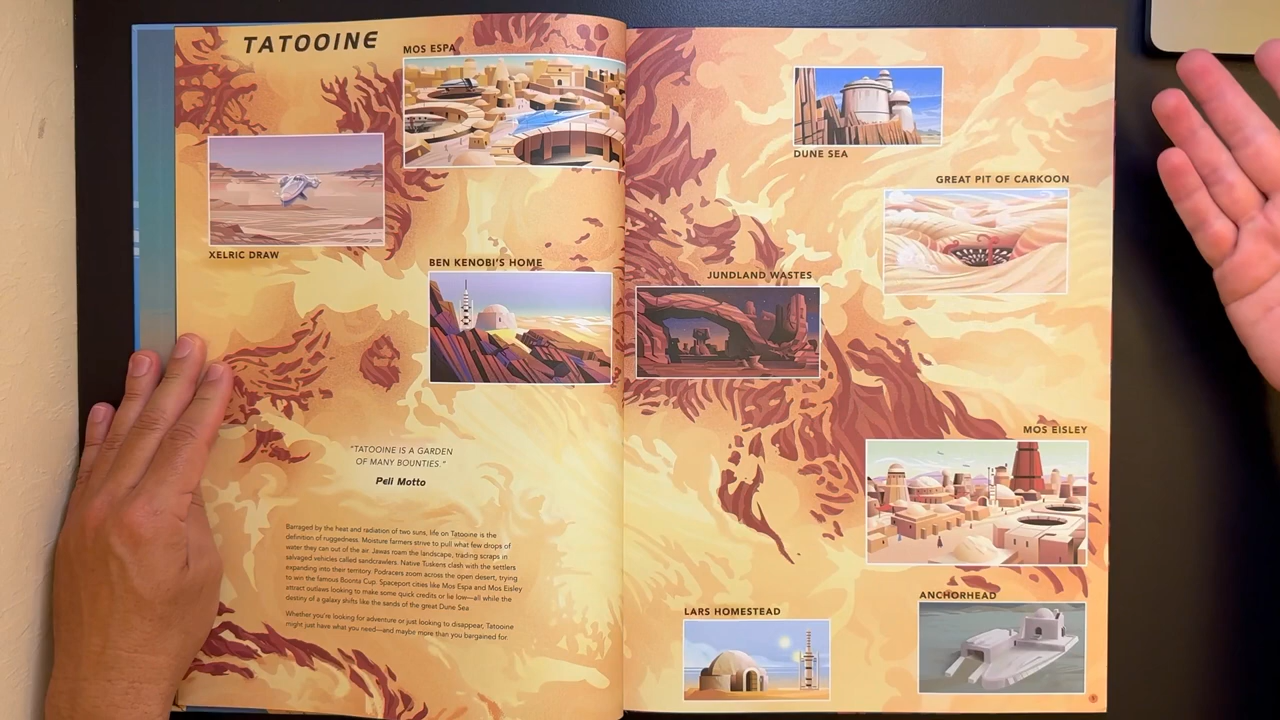 TATOOINE
MOS ESPA
XELRIC DRAW
BEN KENOBI'S HOME
"TATOOINE IS A GARDEN
OF MANY BOUNTIES."
Peli Motto
Barraged by the heat and radiation of two suns, life on Tatooine is the
definition of ruggedness. Moisture farmers strive to pull what few drops of
water they can out of the air. Jawas roam the landscape, trading scraps in
salvaged vehicles called sandcrawlers. Native Tuskens clash with the settlers
expanding into their territory. Podracers zoom across the open desert, trying
to win the famous Boonta Cup. Spaceport cities like Mos Espa and Mos Eisley
attract outlaws looking to make some quick credits or lie low—all while the
destiny of a galaxy shifts like the sands of the great Dune Sea
Whether you're looking for adventure or just looking to disappear, Tatooine
might just have what you need—and maybe more than you bargained for.
DUNE SEA
GREAT PIT OF CARKOON
JUNDLAND WASTES
MOS EISLEY
LARS HOMESTEAD
ANCHORHEAD